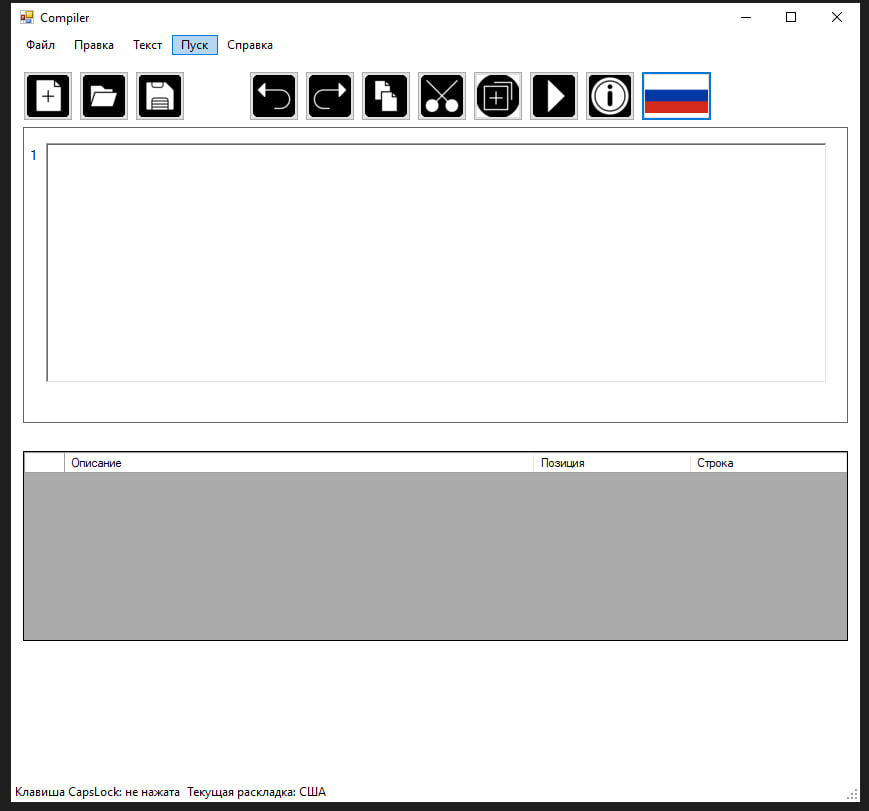 Compiler
Файл Правка Текст Пуск Справка
1
Описание Позиция Строка
Клавиша CapsLock: не нажата Текущая раскладка: США